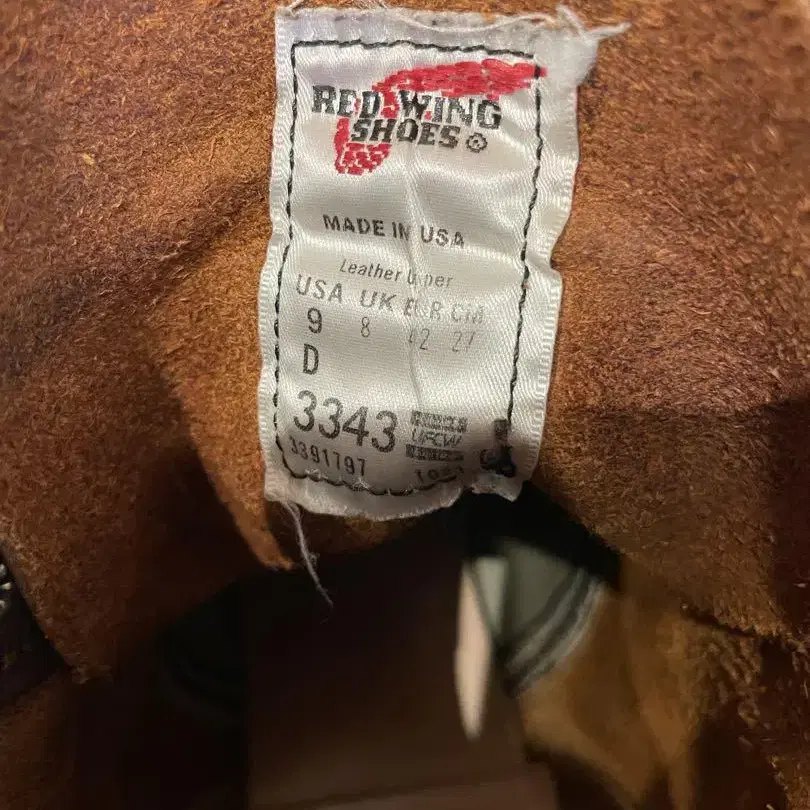 RED WING
SHOES ®
MADE IN USA
Leather Upper
USA UK EUR CM
9 8 42 27
D
3343
UFCW
3391797